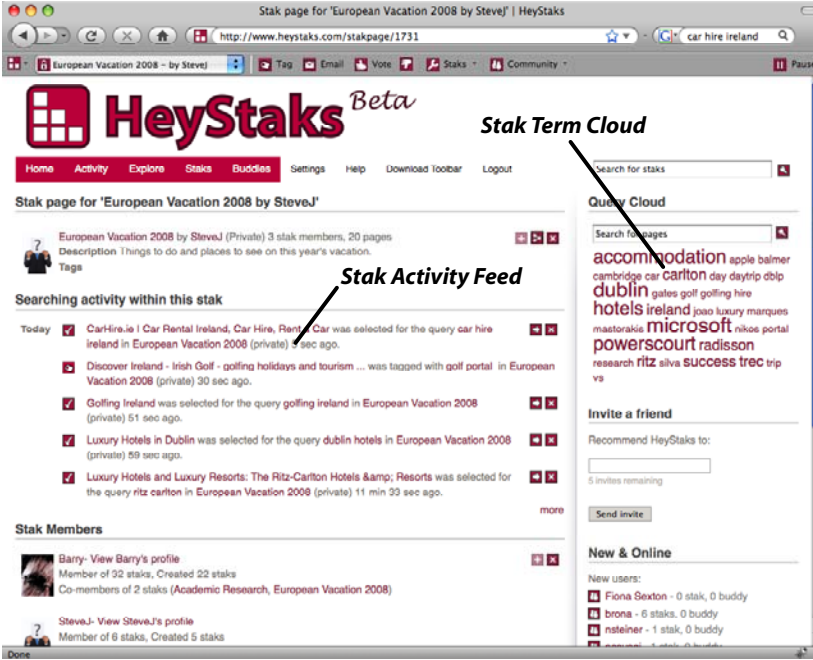 Stak page for 'European Vacation 2008 by SteveJ' | HeyStaks
http://www.heystaks.com/stakpage/1731
car hire ireland
European Vacation 2008 - by SteveJ
Tag
Email
Vote
Staks
Community
HeyStaks Beta
Stak Term Cloud
Home Activity Explore Staks Buddies Settings Help Download Toolbar Logout
Search for staks
Stak page for 'European Vacation 2008 by SteveJ'
European Vacation 2008 by SteveJ (Private) 3 stak members, 20 pages
Description Things to do and places to see on this year's vacation.
Tags
Stak Activity Feed
Searching activity within this stak
Today
CarHire.ie | Car Rental Ireland, Car Hire, Rent a Car was selected for the query car hire
ireland in European Vacation 2008 (private) 5 sec ago.
Discover Ireland - Irish Golf - golfing holidays and tourism ... was tagged with golf portal in European
Vacation 2008 (private) 30 sec ago.
Golfing Ireland was selected for the query golfing ireland in European Vacation 2008
(private) 51 sec ago.
Luxury Hotels in Dublin was selected for the query dublin hotels in European Vacation 2008
(private) 59 sec ago.
Luxury Hotels and Luxury Resorts: The Ritz-Carlton Hotels &amp; Resorts was selected for
the query ritz carlton in European Vacation 2008 (private) 11 min 33 sec ago.
more
Stak Members
Barry- View Barry's profile
Member of 32 staks, Created 22 staks
Co-members of 2 staks (Academic Research, European Vacation 2008)
SteveJ- View SteveJ's profile
Member of 6 staks, Created 5 staks
Query Cloud
Search for pages
accommodation apple balmer
cambridge car carlton day daytrip dblp
dublin gates golf golfing hire
hotels ireland joao luxury marques
mastorakis microsoft nikos portal
powerscourt radisson
research ritz silva success trec trip
vs
Invite a friend
Recommend HeyStaks to:
5 invites remaining
Send invite
New & Online
New users:
Fiona Sexton - 0 stak, 0 buddy
brona - 6 staks, 0 buddy
nsteiner - 1 stak, 0 buddy
Done